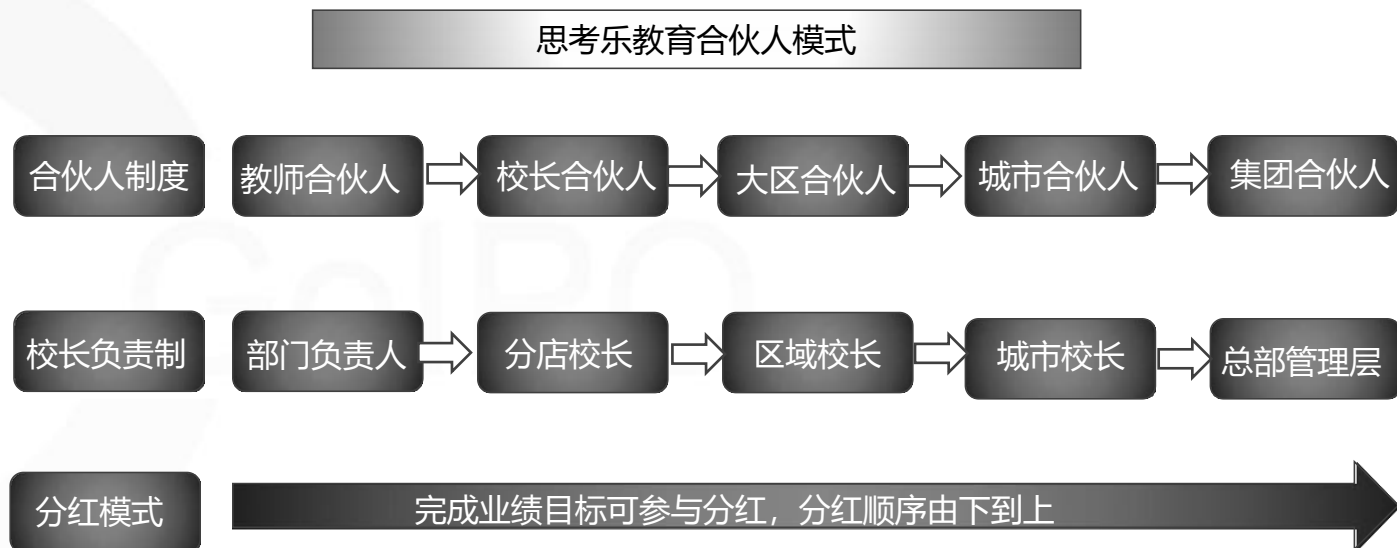 思考乐教育合伙人模式
合伙人制度 教师合伙人 校长合伙人 大区合伙人 城市合伙人 集团合伙人
校长负责制 部门负责人 分店校长 区域校长 城市校长 总部管理层
分红模式 完成业绩目标可参与分红，分红顺序由下到上
GoIPO